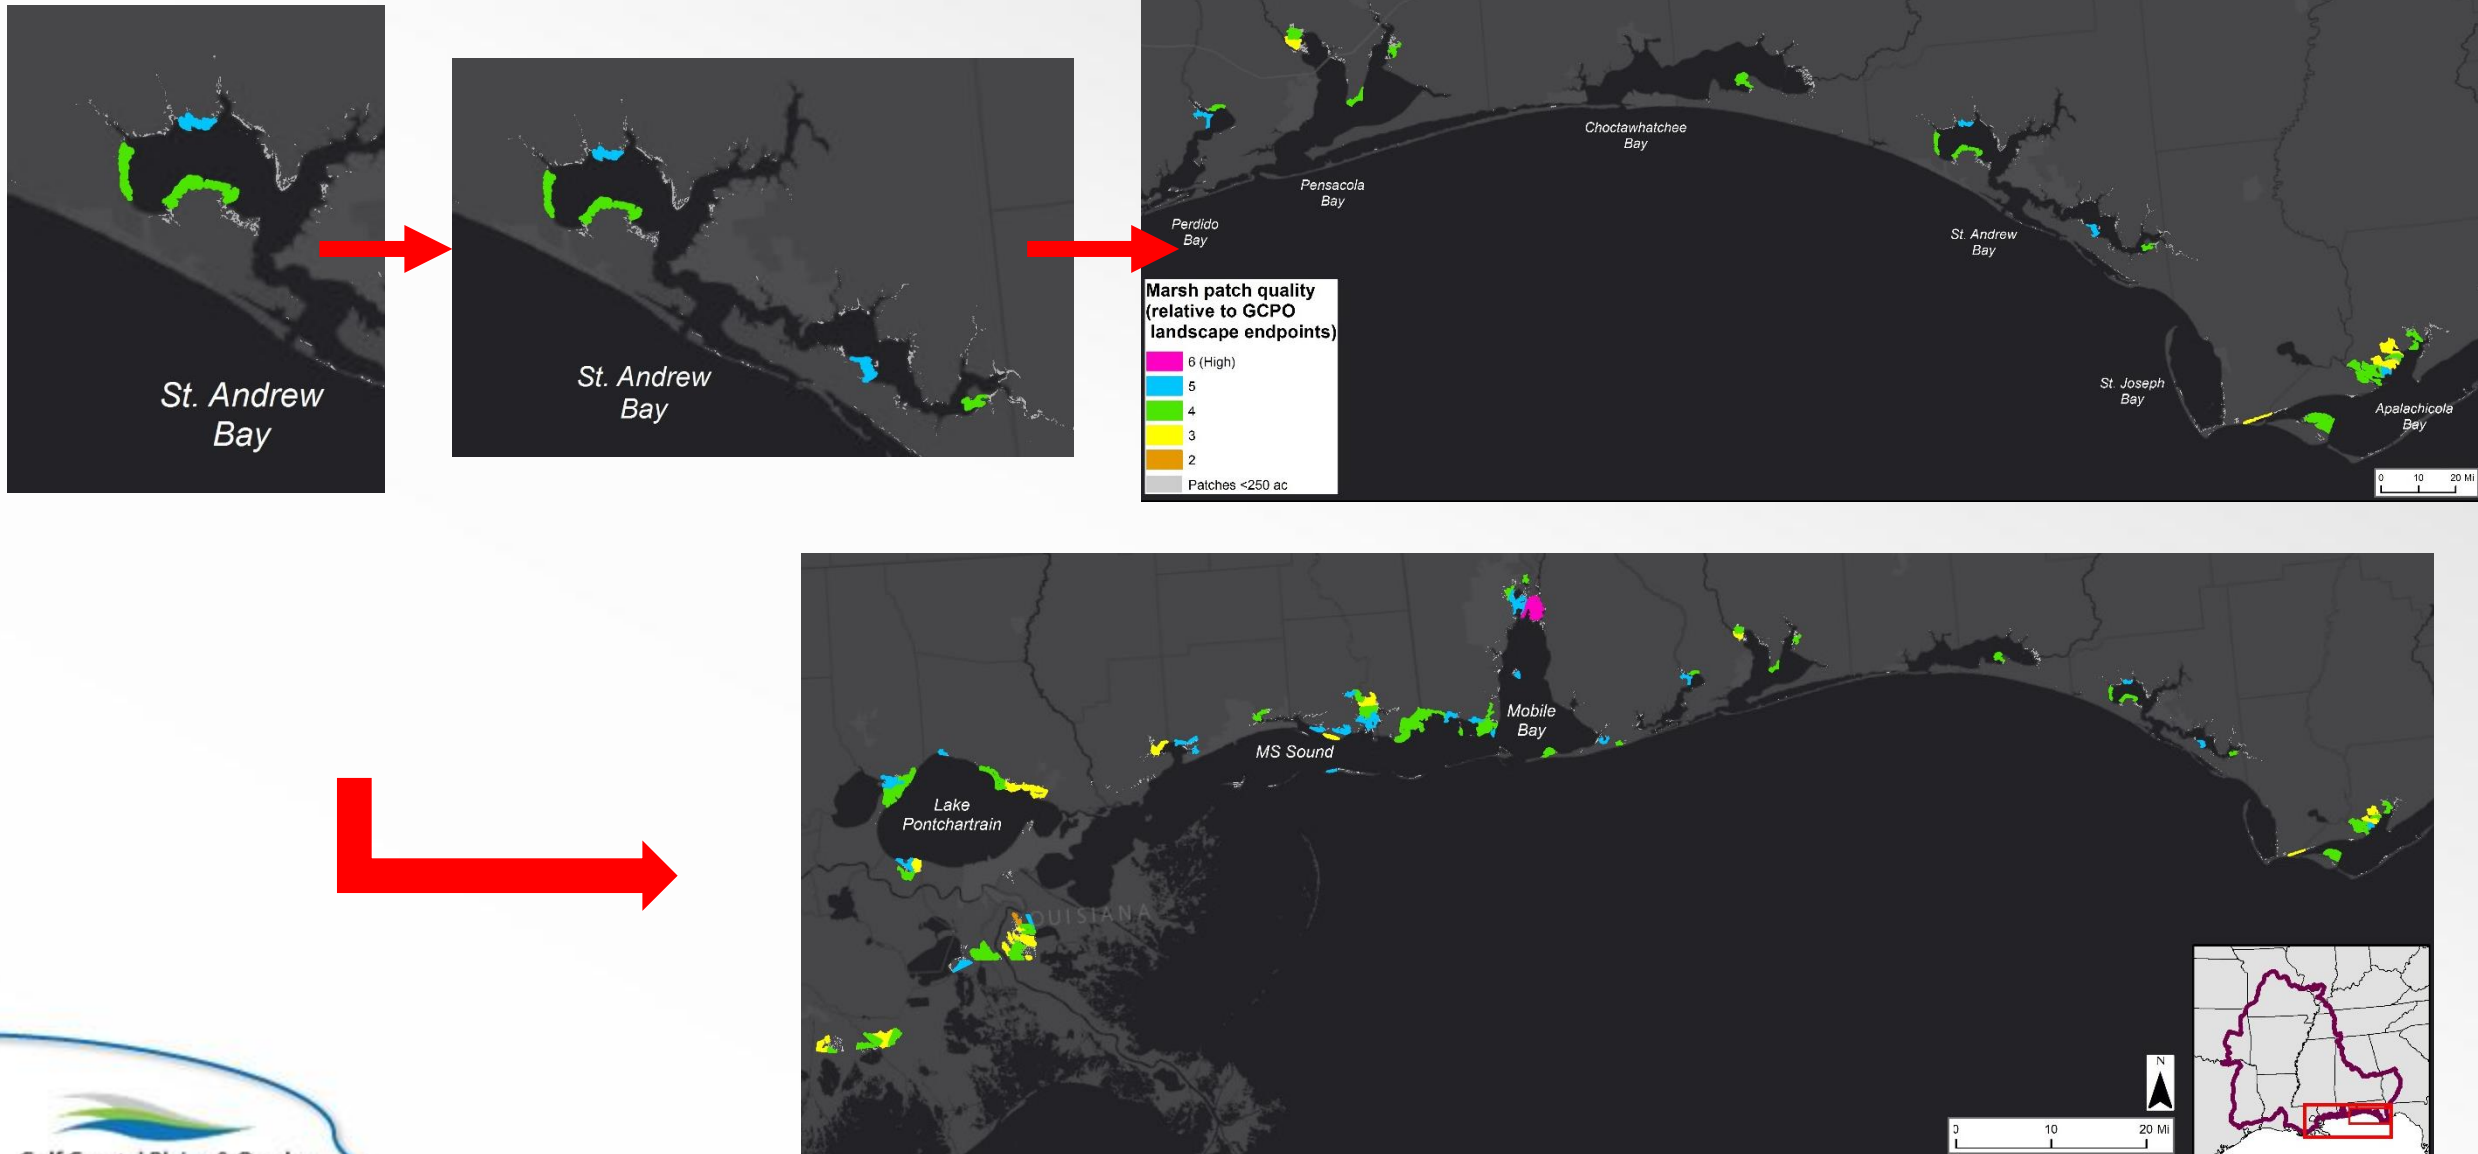 St. Andrew
Bay
St. Andrew
Bay
Choctawhatchee
Bay
Pensacola
Bay
Perdido
Bay
St. Andrew
Bay
St. Joseph
Bay
Apalachicola
Bay
Marsh patch quality
(relative to GCPO
landscape endpoints)
6 (High)
5
4
3
2
Patches <250 ac
0 10 20 Mi
Mobile
Bay
MS Sound
Lake
Pontchartrain
N
0 10 20 Mi